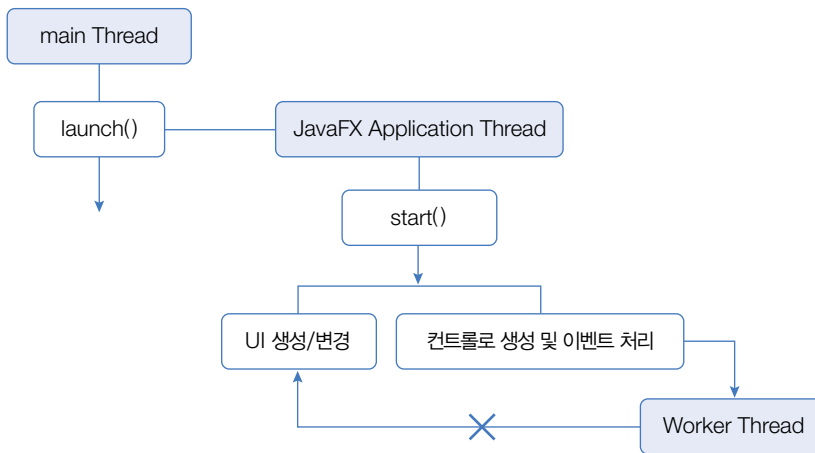 main Thread
launch()
JavaFX Application Thread
start()
UI 생성/변경
컨트롤로 생성 및 이벤트 처리
Worker Thread